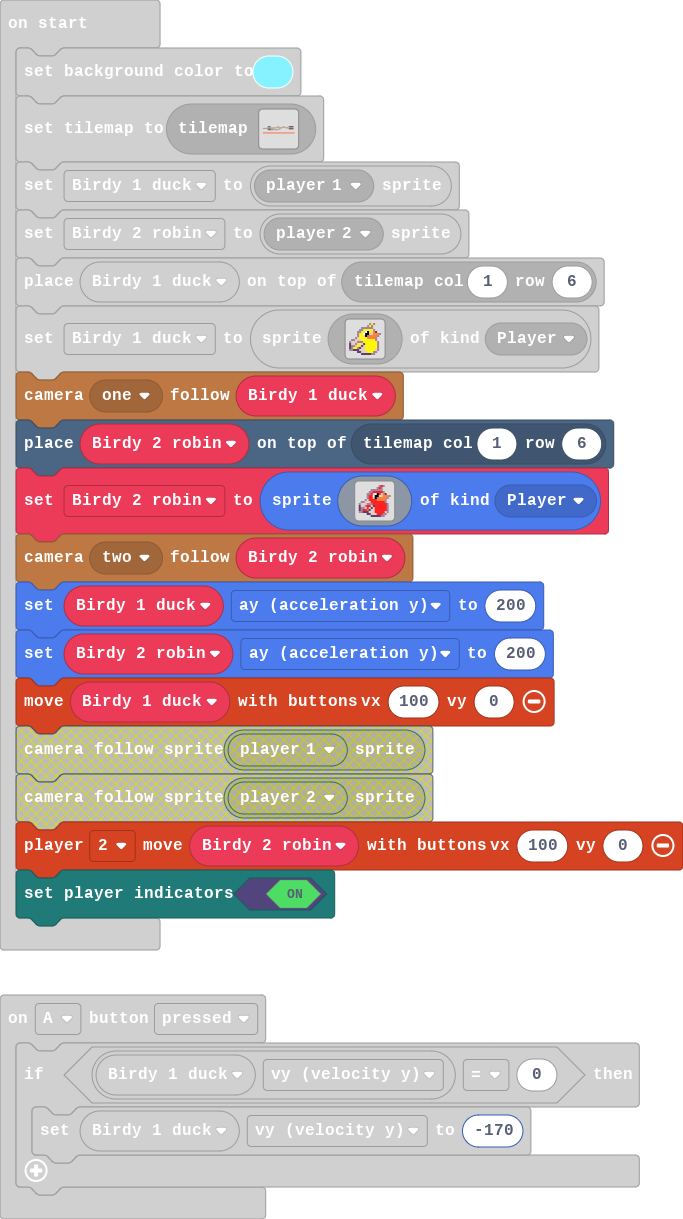 on start
set background color to
set tilemap to tilemap
set Birdy 1 duck to player 1 sprite
set Birdy 2 robin to player 2 sprite
place Birdy 1 duck on top of tilemap col 1 row 6
set Birdy 1 duck to sprite of kind Player
camera one follow Birdy 1 duck
place Birdy 2 robin on top of tilemap col 1 row 6
set Birdy 2 robin to sprite of kind Player
camera two follow Birdy 2 robin
set Birdy 1 duck ay (acceleration y) to 200
set Birdy 2 robin ay (acceleration y) to 200
move Birdy 1 duck with buttons vx 100 vy 0
camera follow sprite player 1 sprite
camera follow sprite player 2 sprite
player 2 move Birdy 2 robin with buttons vx 100 vy 0
set player indicators ON
on A button pressed
if Birdy 1 duck vy (velocity y) = 0 then
set Birdy 1 duck vy (velocity y) to -170